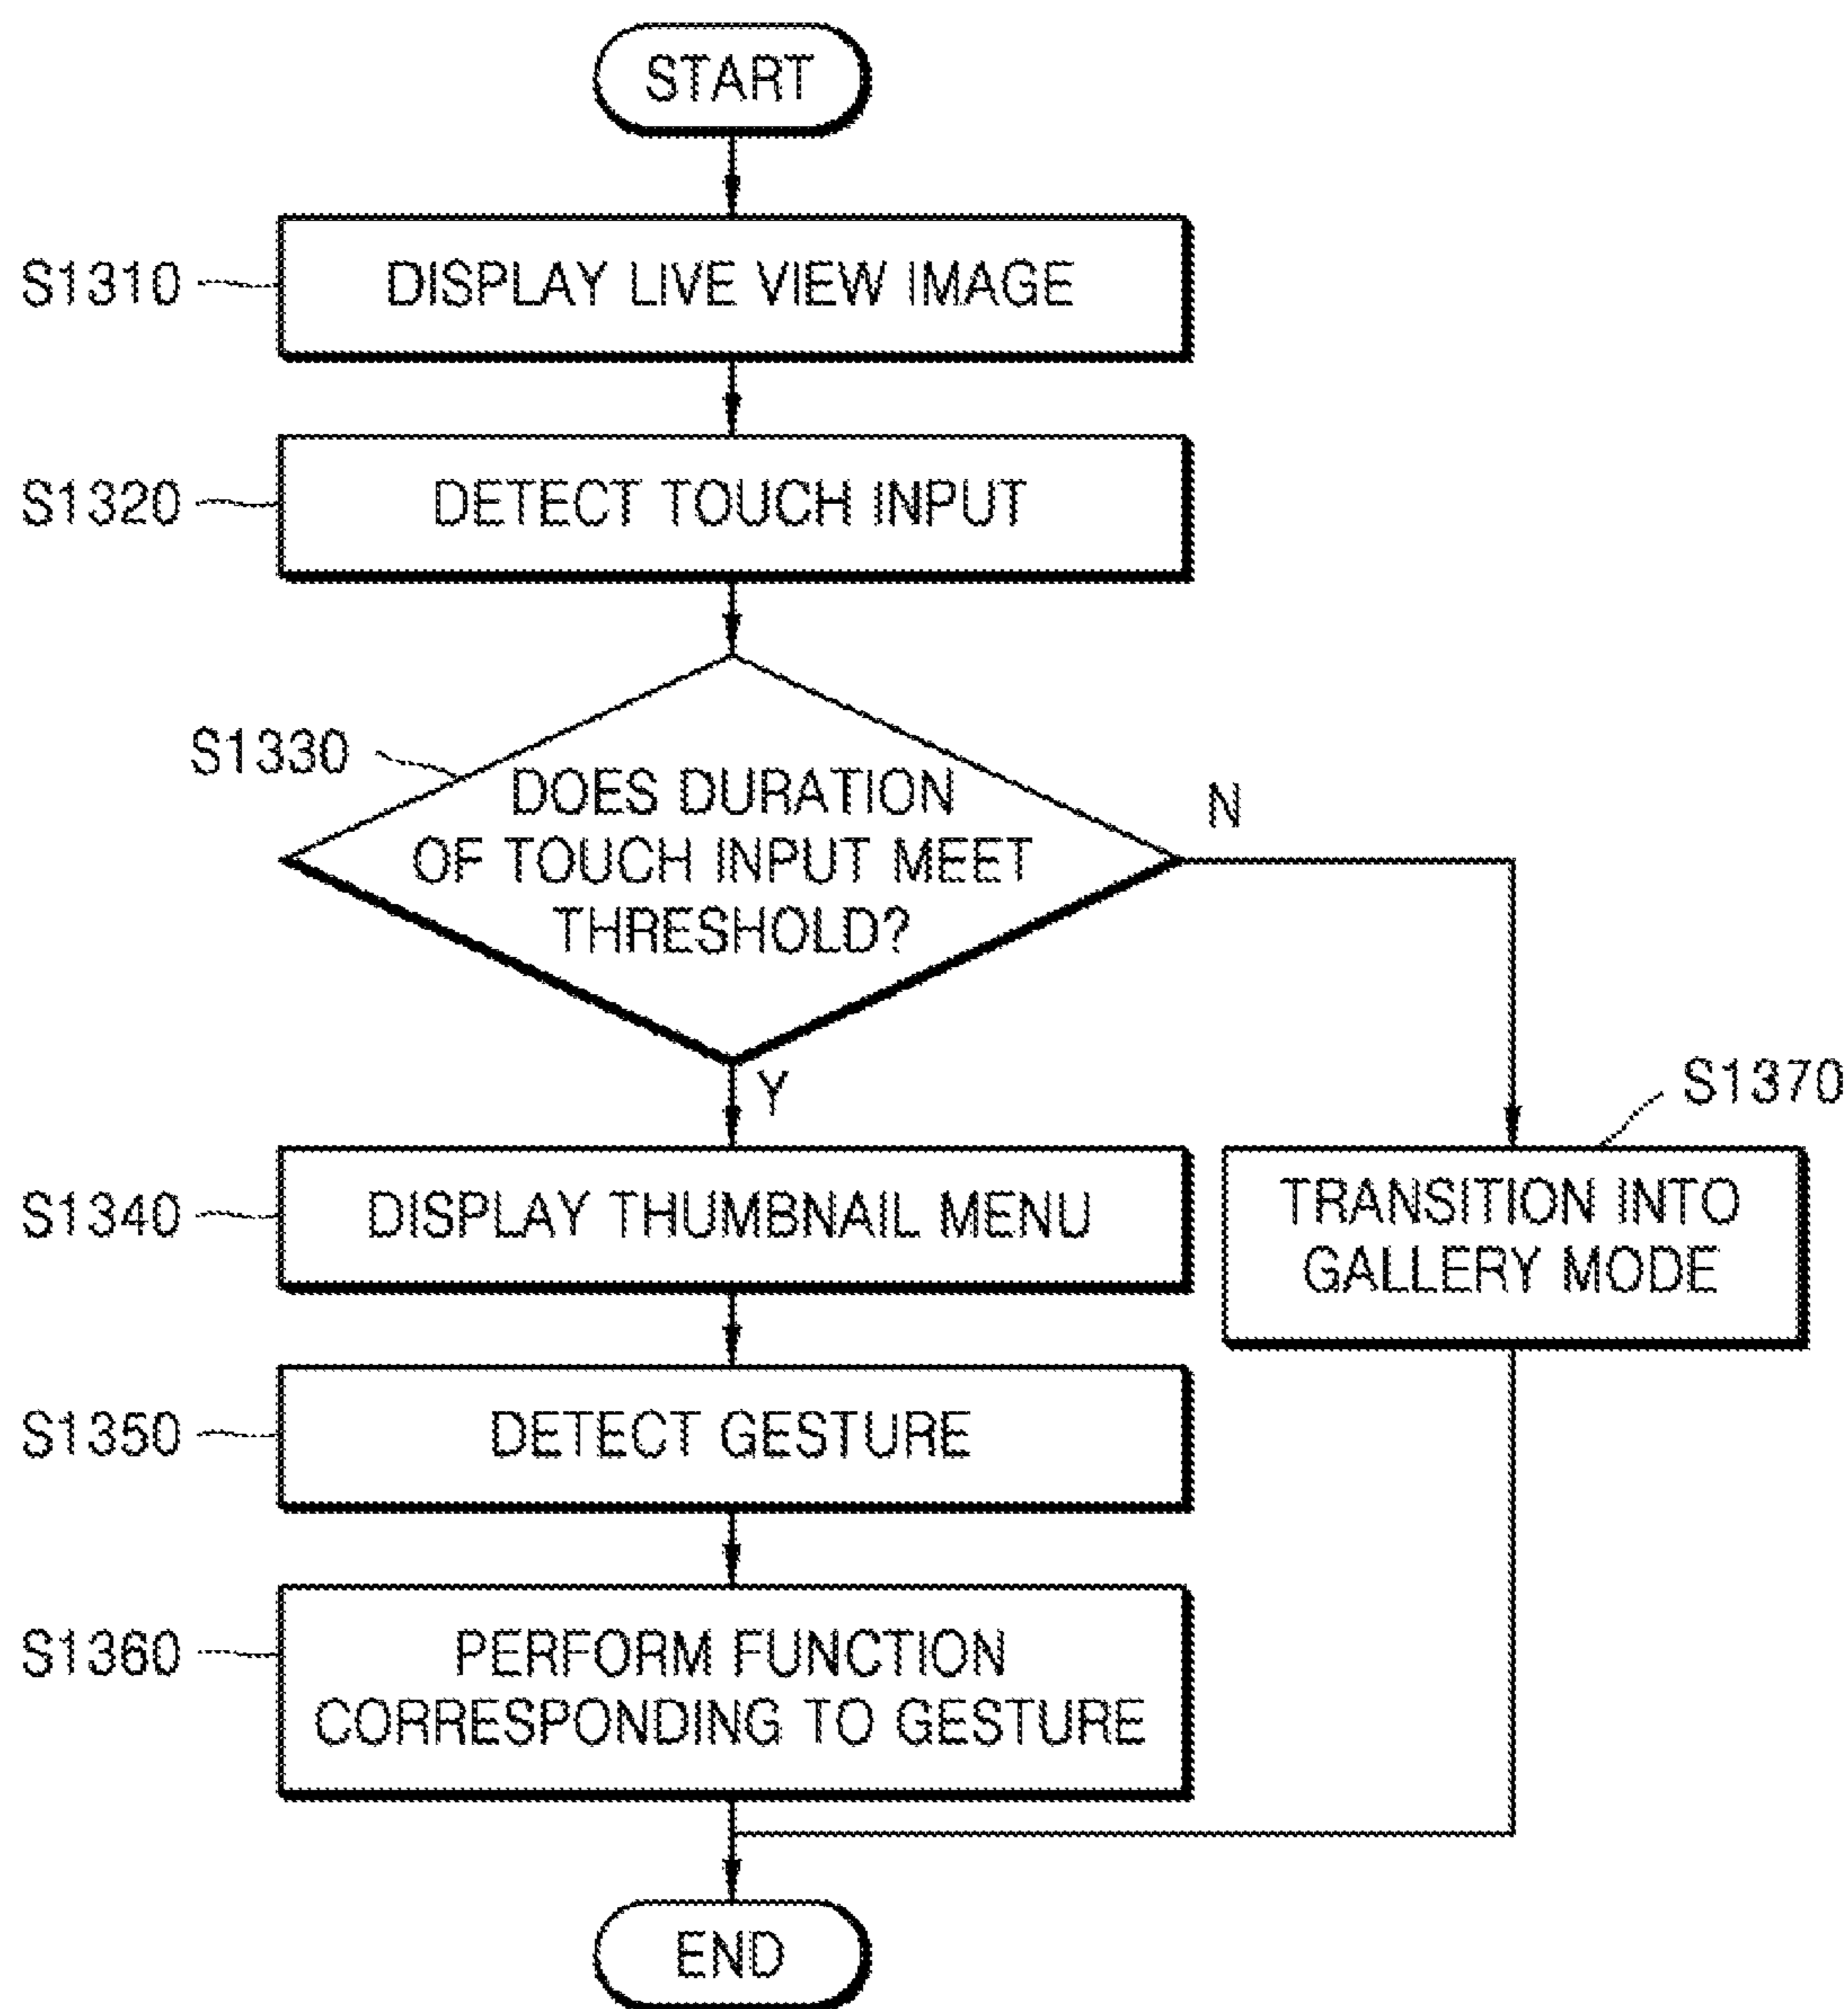 START
S1310
DISPLAY LIVE VIEW IMAGE
S1320
DETECT TOUCH INPUT
S1330
DOES DURATION
OF TOUCH INPUT MEET
THRESHOLD?
N
Y
S1340
DISPLAY THUMBNAIL MENU
S1370
TRANSITION INTO
GALLERY MODE
S1350
DETECT GESTURE
S1360
PERFORM FUNCTION
CORRESPONDING TO GESTURE
END